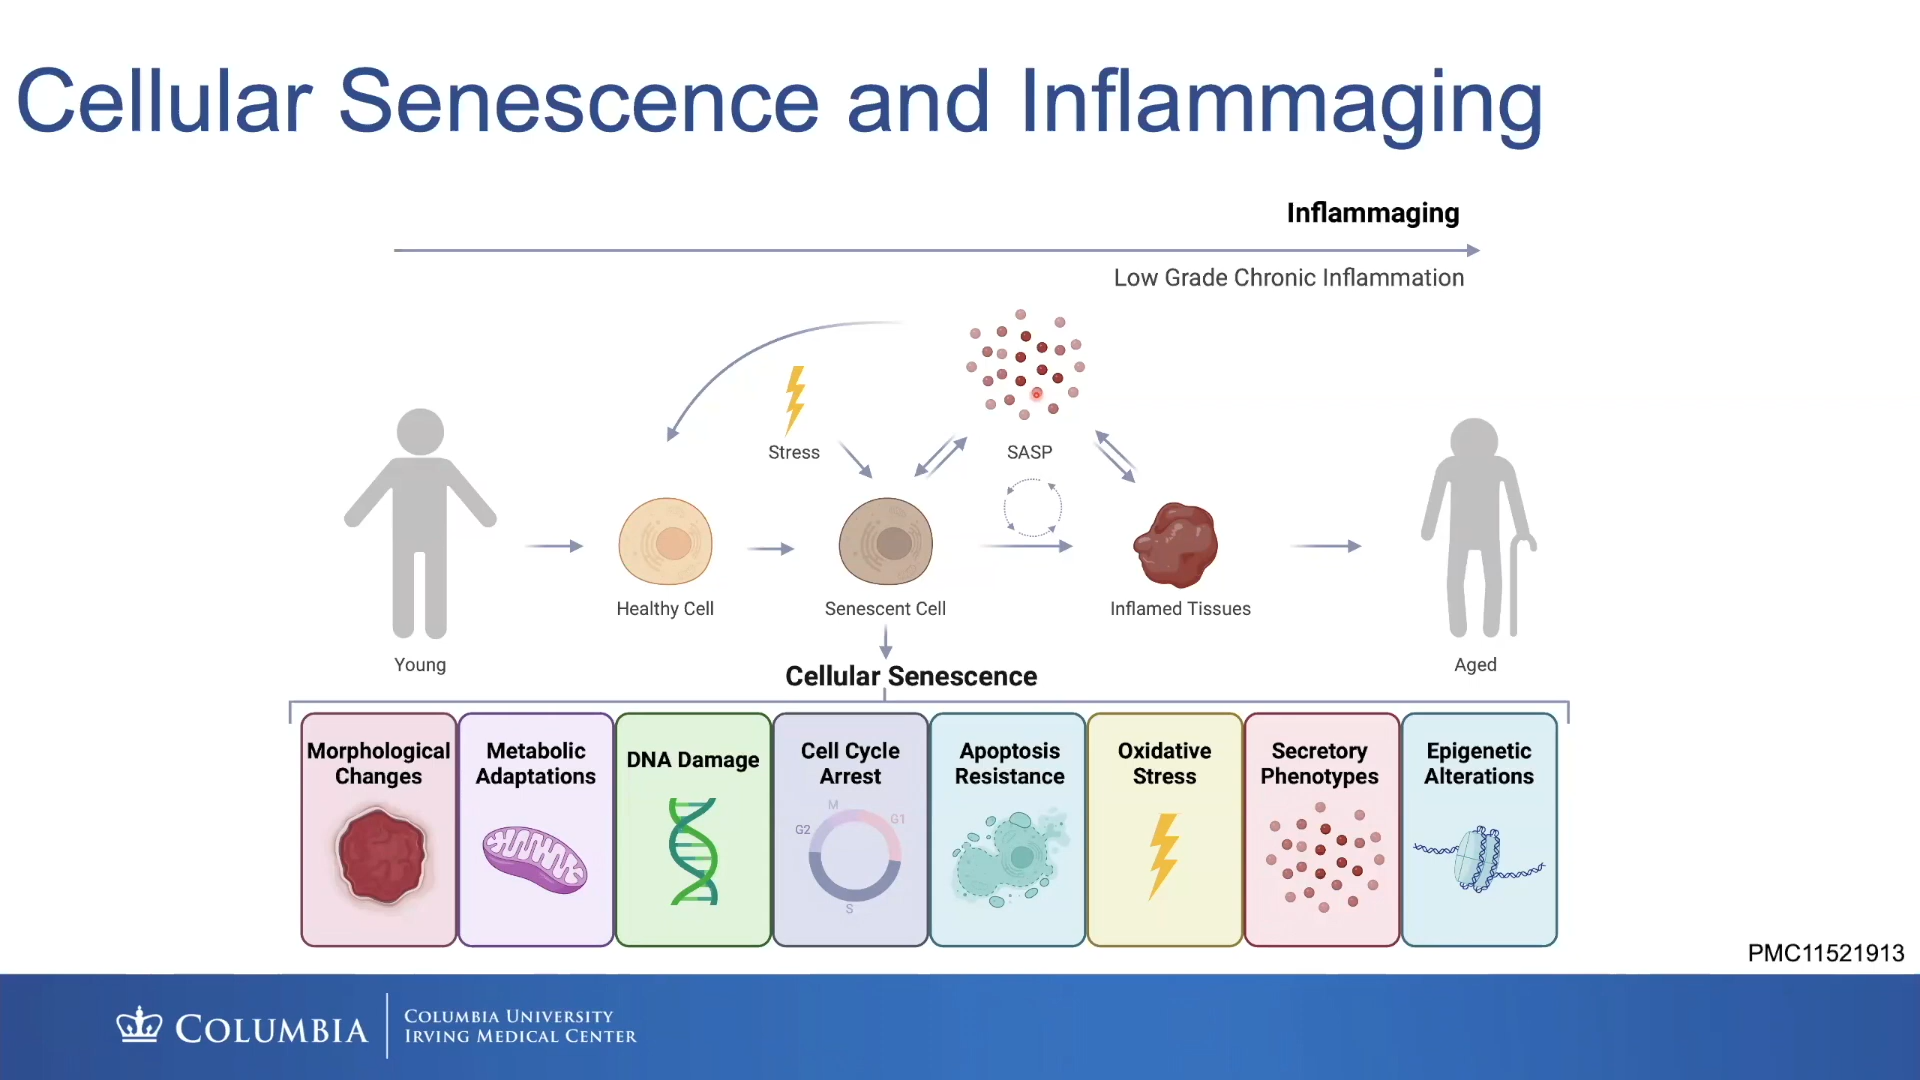 Cellular Senescence and Inflammaging
Inflammaging
Low Grade Chronic Inflammation
Stress
SASP
Healthy Cell
Senescent Cell
Inflamed Tissues
Young
Aged
Cellular Senescence
Morphological
Changes
Metabolic
Adaptations
DNA Damage
Cell Cycle
Arrest
M
G1
G2
S
Apoptosis
Resistance
Oxidative
Stress
Secretory
Phenotypes
Epigenetic
Alterations
PMC11521913
COLUMBIA
COLUMBIA UNIVERSITY
IRVING MEDICAL CENTER